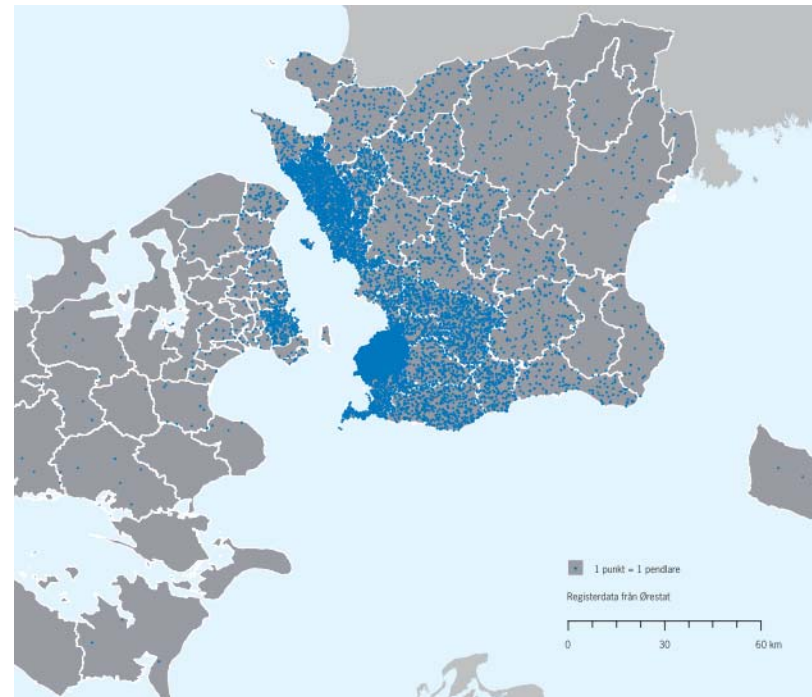 1 punkt = 1 pendlare
Registerdata från Ørestat
0 30 60 km